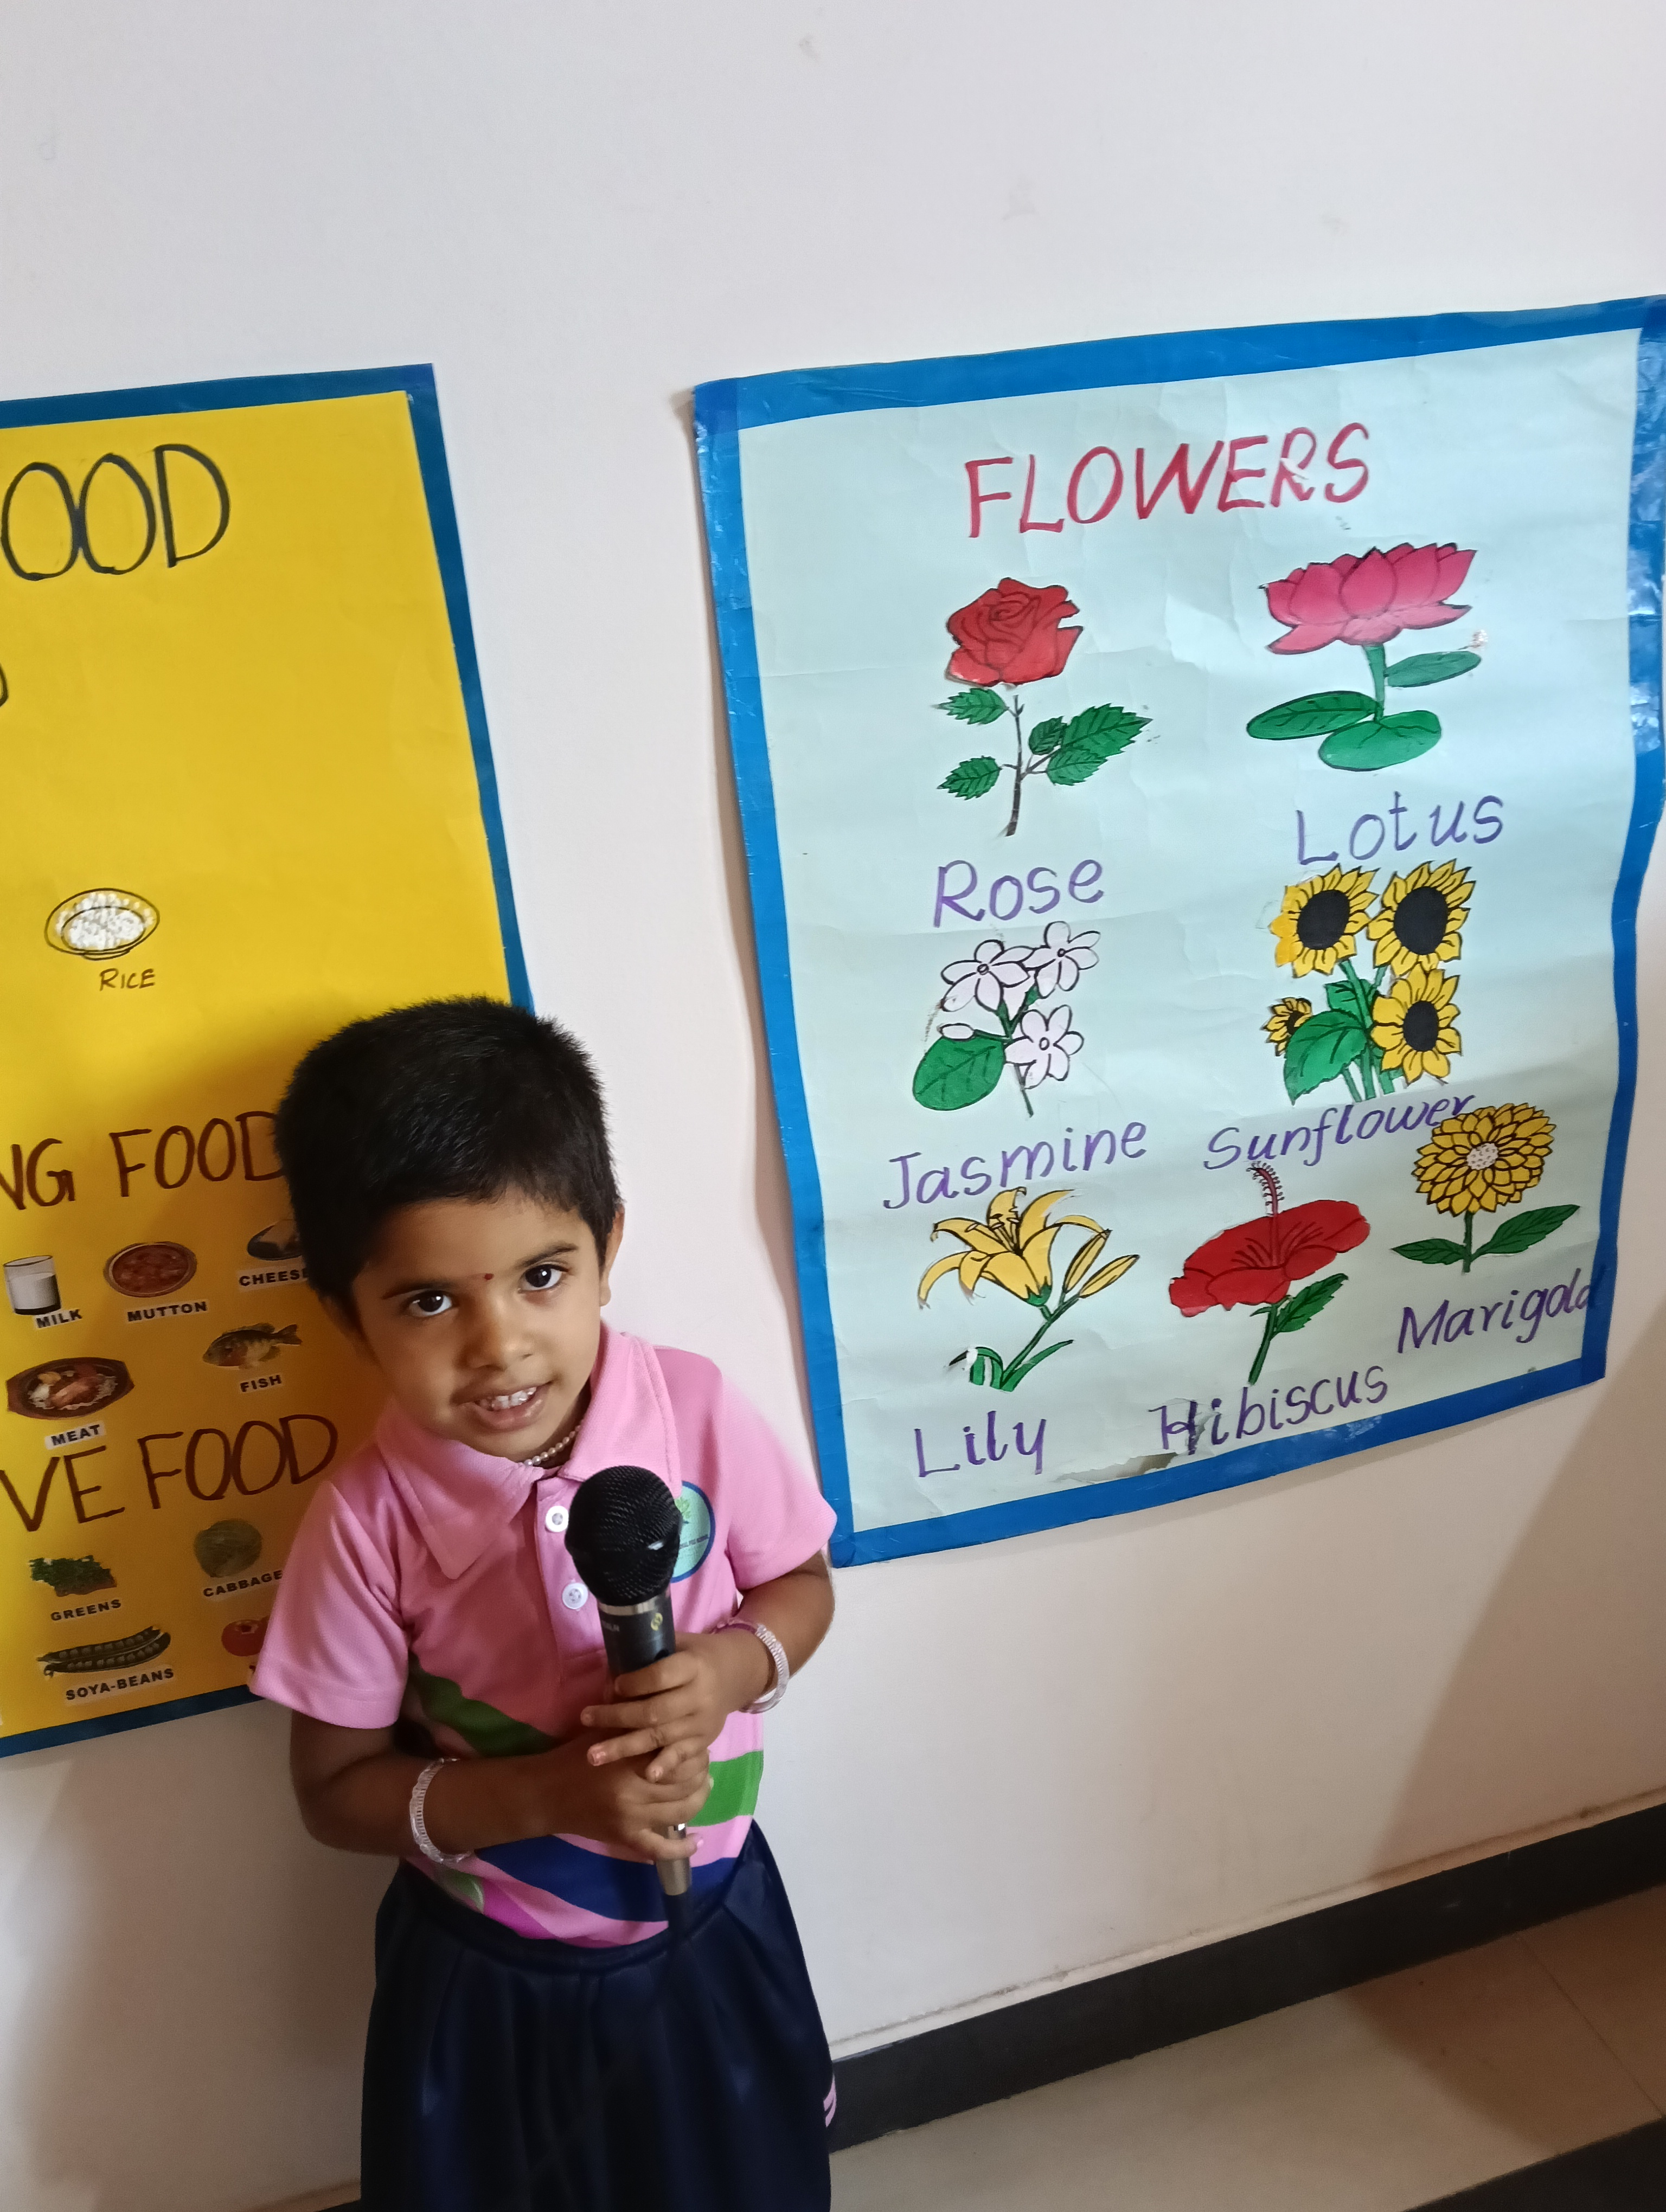 OOD
RICE
NG FOOD
MILK
MUTTON
CHEES
MEAT
FISH
VE FOOD
GREENS
CABBAGE
SOYA-BEANS
FLOWERS
Rose
Lotus
Jasmine
Sunflower
Lily
Hibiscus
Marigold